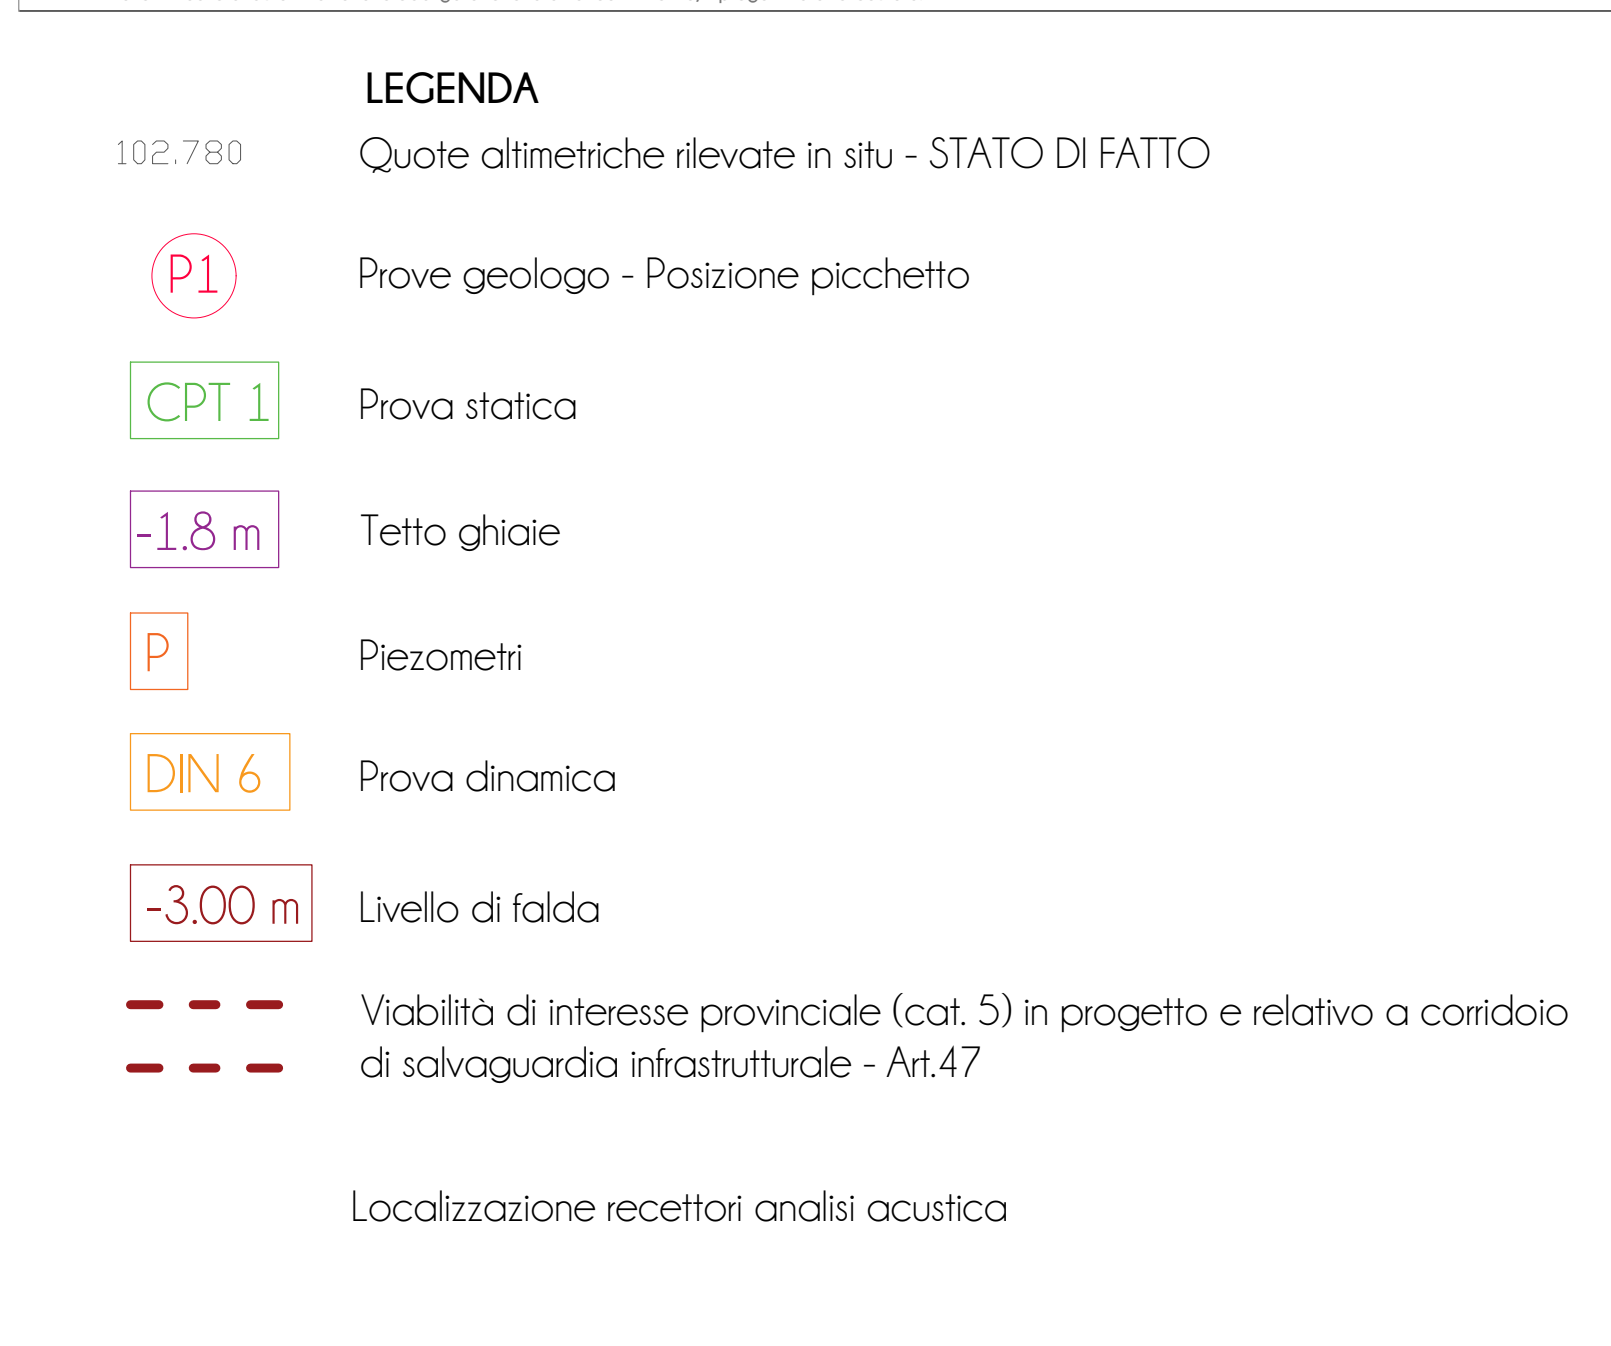 LEGENDA
102.780 Quote altimetriche rilevate in situ - STATO DI FATTO
P1 Prove geologo - Posizione picchetto
CPT 1 Prova statica
-1.8 m Tetto ghiaie
P Piezometri
DIN 6 Prova dinamica
-3.00 m Livello di falda
Viabilità di interesse provinciale (cat. 5) in progetto e relativo a corridoio
di salvaguardia infrastrutturale - Art.47
Localizzazione recettori analisi acustica